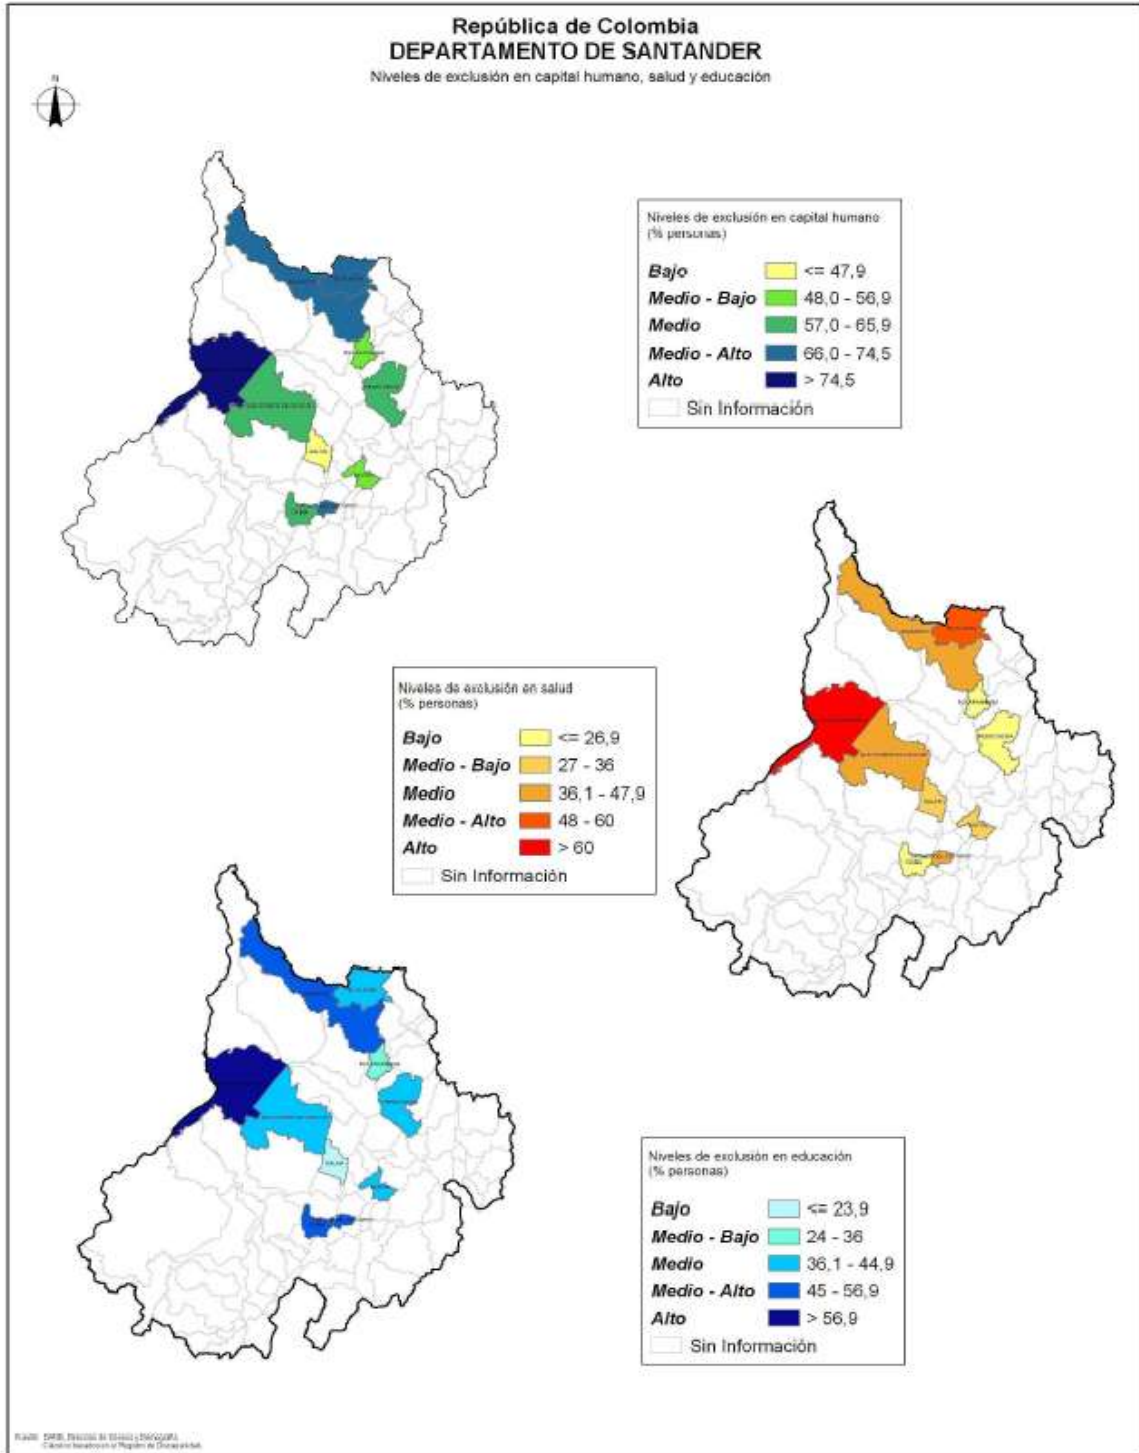 República de Colombia
DEPARTAMENTO DE SANTANDER
Niveles de exclusión en capital humano, salud y educación
N
Niveles de exclusión en capital humano
(% personas)
Bajo <= 47,9
Medio - Bajo 48,0 - 56,9
Medio 57,0 - 65,9
Medio - Alto 66,0 - 74,5
Alto > 74,5
Sin Información
Niveles de exclusión en salud
(% personas)
Bajo <= 26,9
Medio - Bajo 27 - 36
Medio 36,1 - 47,9
Medio - Alto 48 - 60
Alto > 60
Sin Información
Niveles de exclusión en educación
(% personas)
Bajo <= 23,9
Medio - Bajo 24 - 36
Medio 36,1 - 44,9
Medio - Alto 45 - 56,9
Alto > 56,9
Sin Información